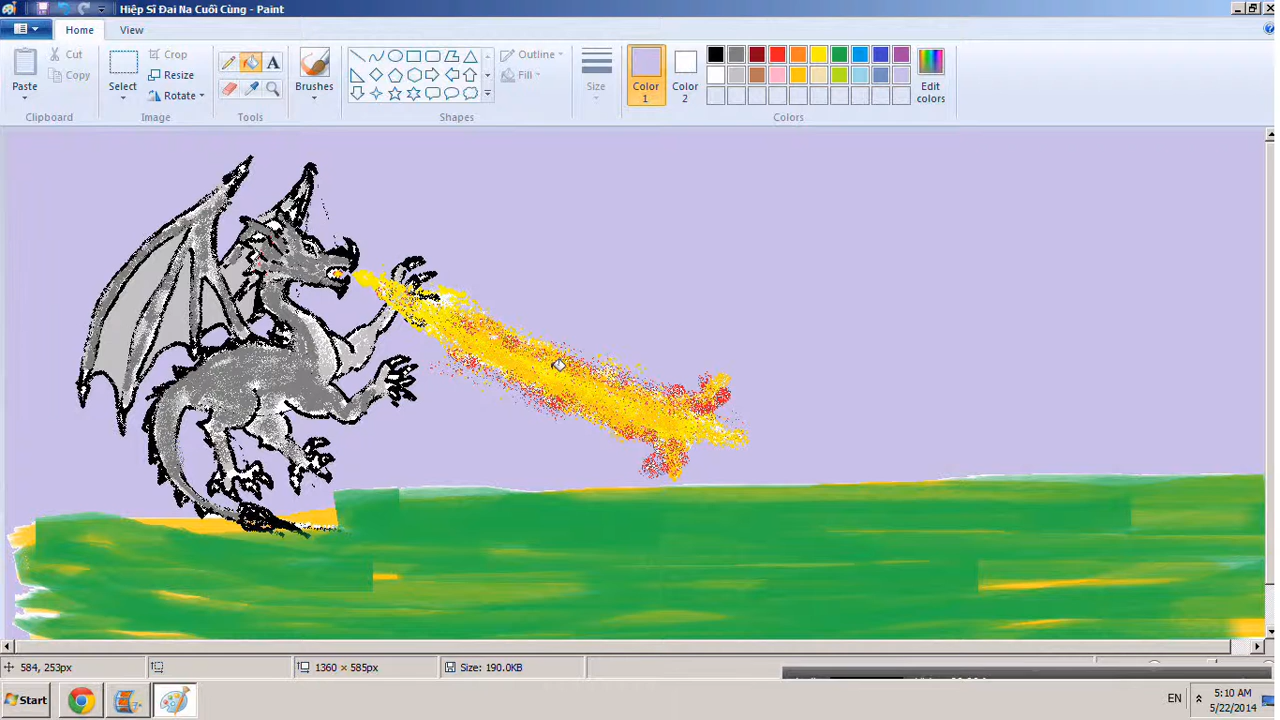 Hiệp Sĩ Đai Na Cuối Cùng - Paint
Home View
Paste
Cut
Copy
Clipboard
Select
Crop
Resize
Rotate
Image
A
Tools
Brushes
Shapes
Outline
Fill
Size
Color 1
Color 2
Edit colors
Colors
584, 253px
1360 × 585px
Size: 190.0KB
Start
EN
5:10 AM
5/22/2014